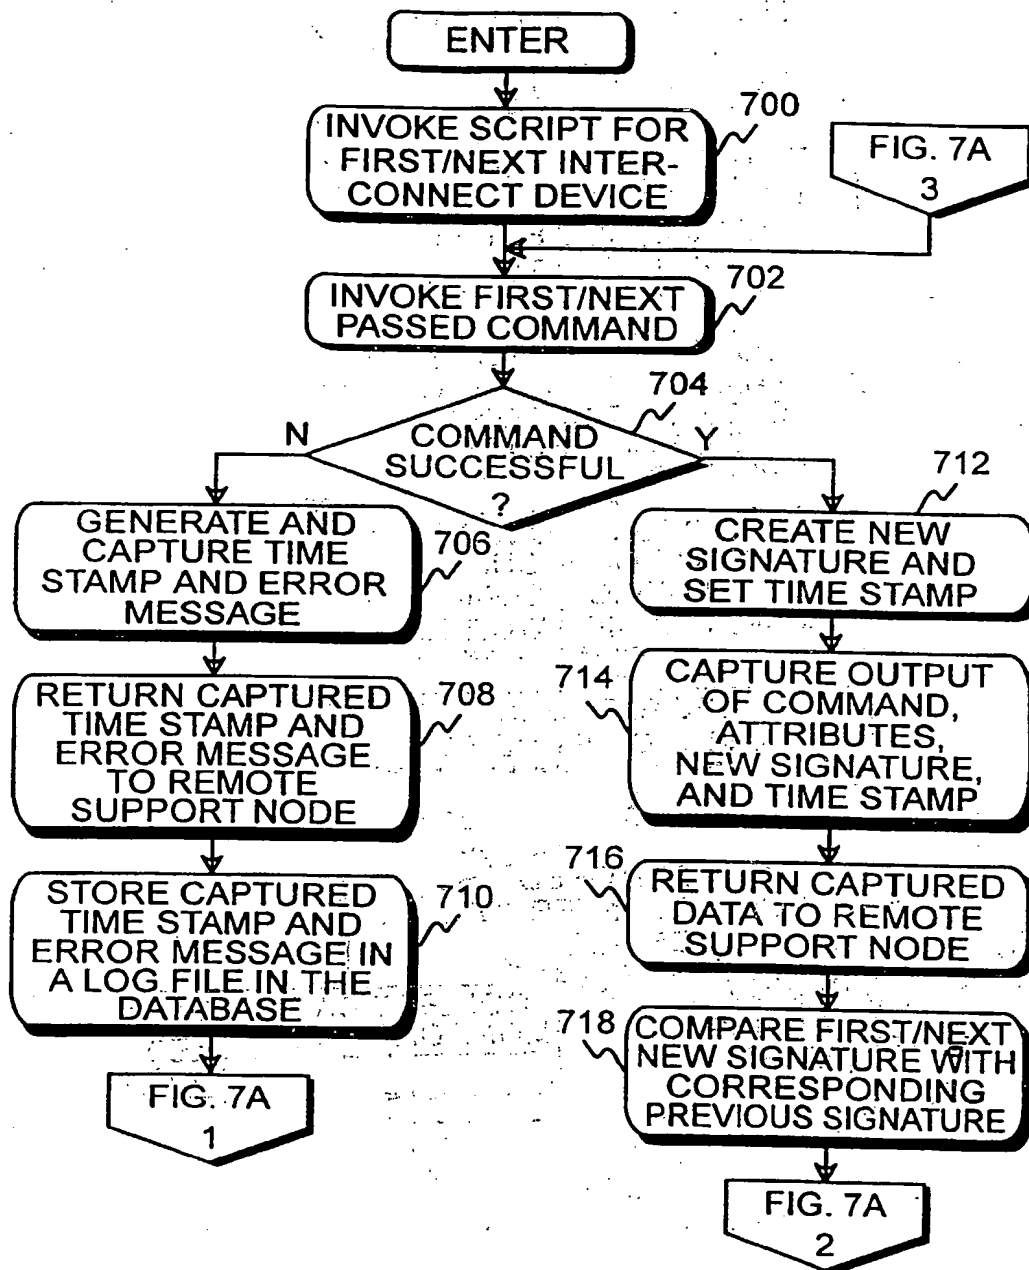 ENTER
700
INVOKE SCRIPT FOR
FIRST/NEXT INTER-
CONNECT DEVICE
FIG. 7A
3
702
INVOKE FIRST/NEXT
PASSED COMMAND
704
N
COMMAND
SUCCESSFUL
?
Y
GENERATE AND
CAPTURE TIME
STAMP AND ERROR
MESSAGE
706
RETURN CAPTURED
TIME STAMP AND
ERROR MESSAGE
TO REMOTE
SUPPORT NODE
708
STORE CAPTURED
TIME STAMP AND
ERROR MESSAGE IN
A LOG FILE IN THE
DATABASE
710
FIG. 7A
1
712
CREATE NEW
SIGNATURE AND
SET TIME STAMP
714
CAPTURE OUTPUT
OF COMMAND,
ATTRIBUTES,
NEW SIGNATURE,
AND TIME STAMP
716
RETURN CAPTURED
DATA TO REMOTE
SUPPORT NODE
718
COMPARE FIRST/NEXT
NEW SIGNATURE WITH
CORRESPONDING
PREVIOUS SIGNATURE
FIG. 7A
2